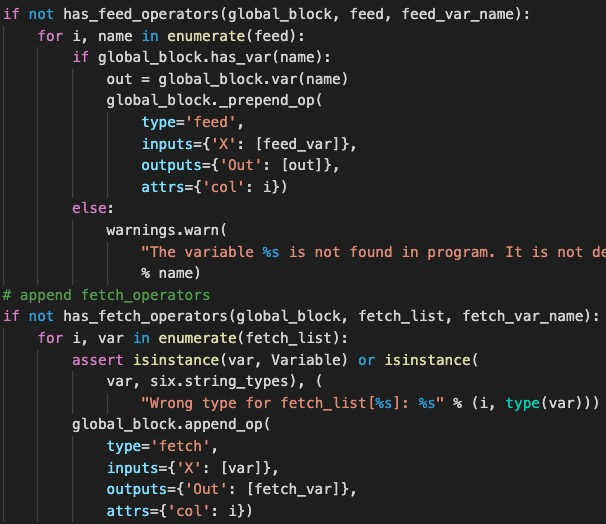 if not has_feed_operators(global_block, feed, feed_var_name):
    for i, name in enumerate(feed):
        if global_block.has_var(name):
            out = global_block.var(name)
            global_block._prepend_op(
                type='feed',
                inputs={'X': [feed_var]},
                outputs={'Out': [out]},
                attrs={'col': i})
        else:
            warnings.warn(
                "The variable %s is not found in program. It is not de
                % name)
# append fetch_operators
if not has_fetch_operators(global_block, fetch_list, fetch_var_name):
    for i, var in enumerate(fetch_list):
        assert isinstance(var, Variable) or isinstance(
            var, six.string_types), (
                "Wrong type for fetch_list[%s]: %s" % (i, type(var)))
        global_block.append_op(
            type='fetch',
            inputs={'X': [var]},
            outputs={'Out': [fetch_var]},
            attrs={'col': i})